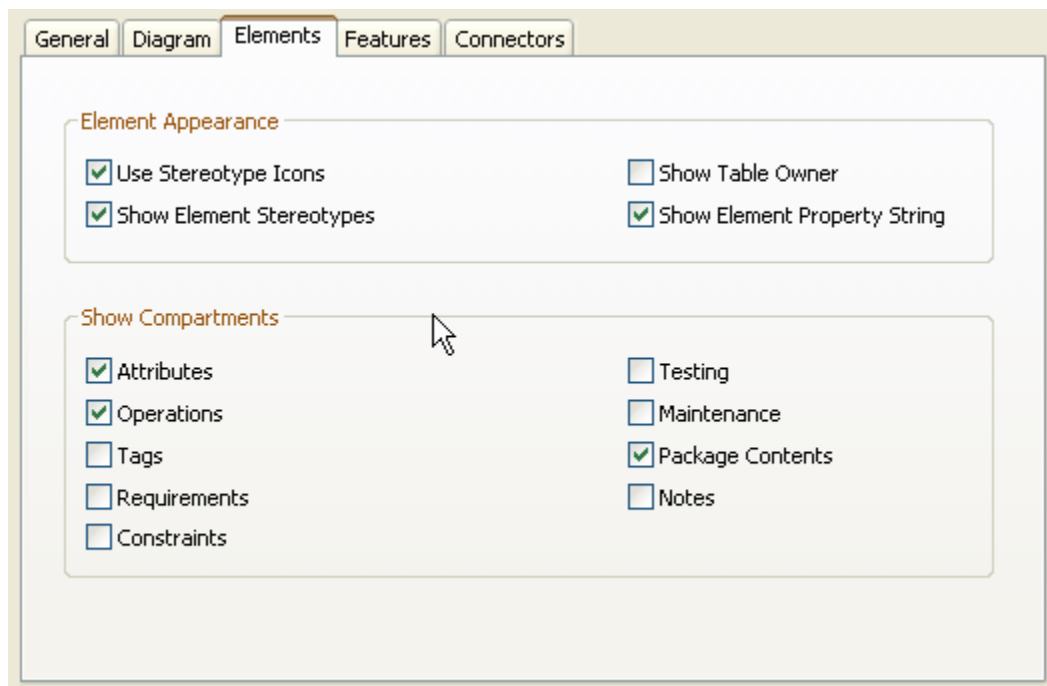 General Diagram Elements Features Connectors
Element Appearance
Use Stereotype Icons Show Table Owner
Show Element Stereotypes Show Element Property String
Show Compartments
Attributes Testing
Operations Maintenance
Tags Package Contents
Requirements Notes
Constraints